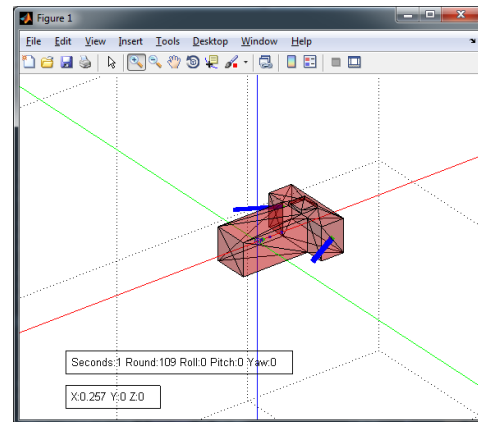 Figure 1
File Edit View Insert Tools Desktop Window Help
Seconds:1 Round:109 Roll:0 Pitch:0 Yaw:0
X:0.257 Y:0 Z:0